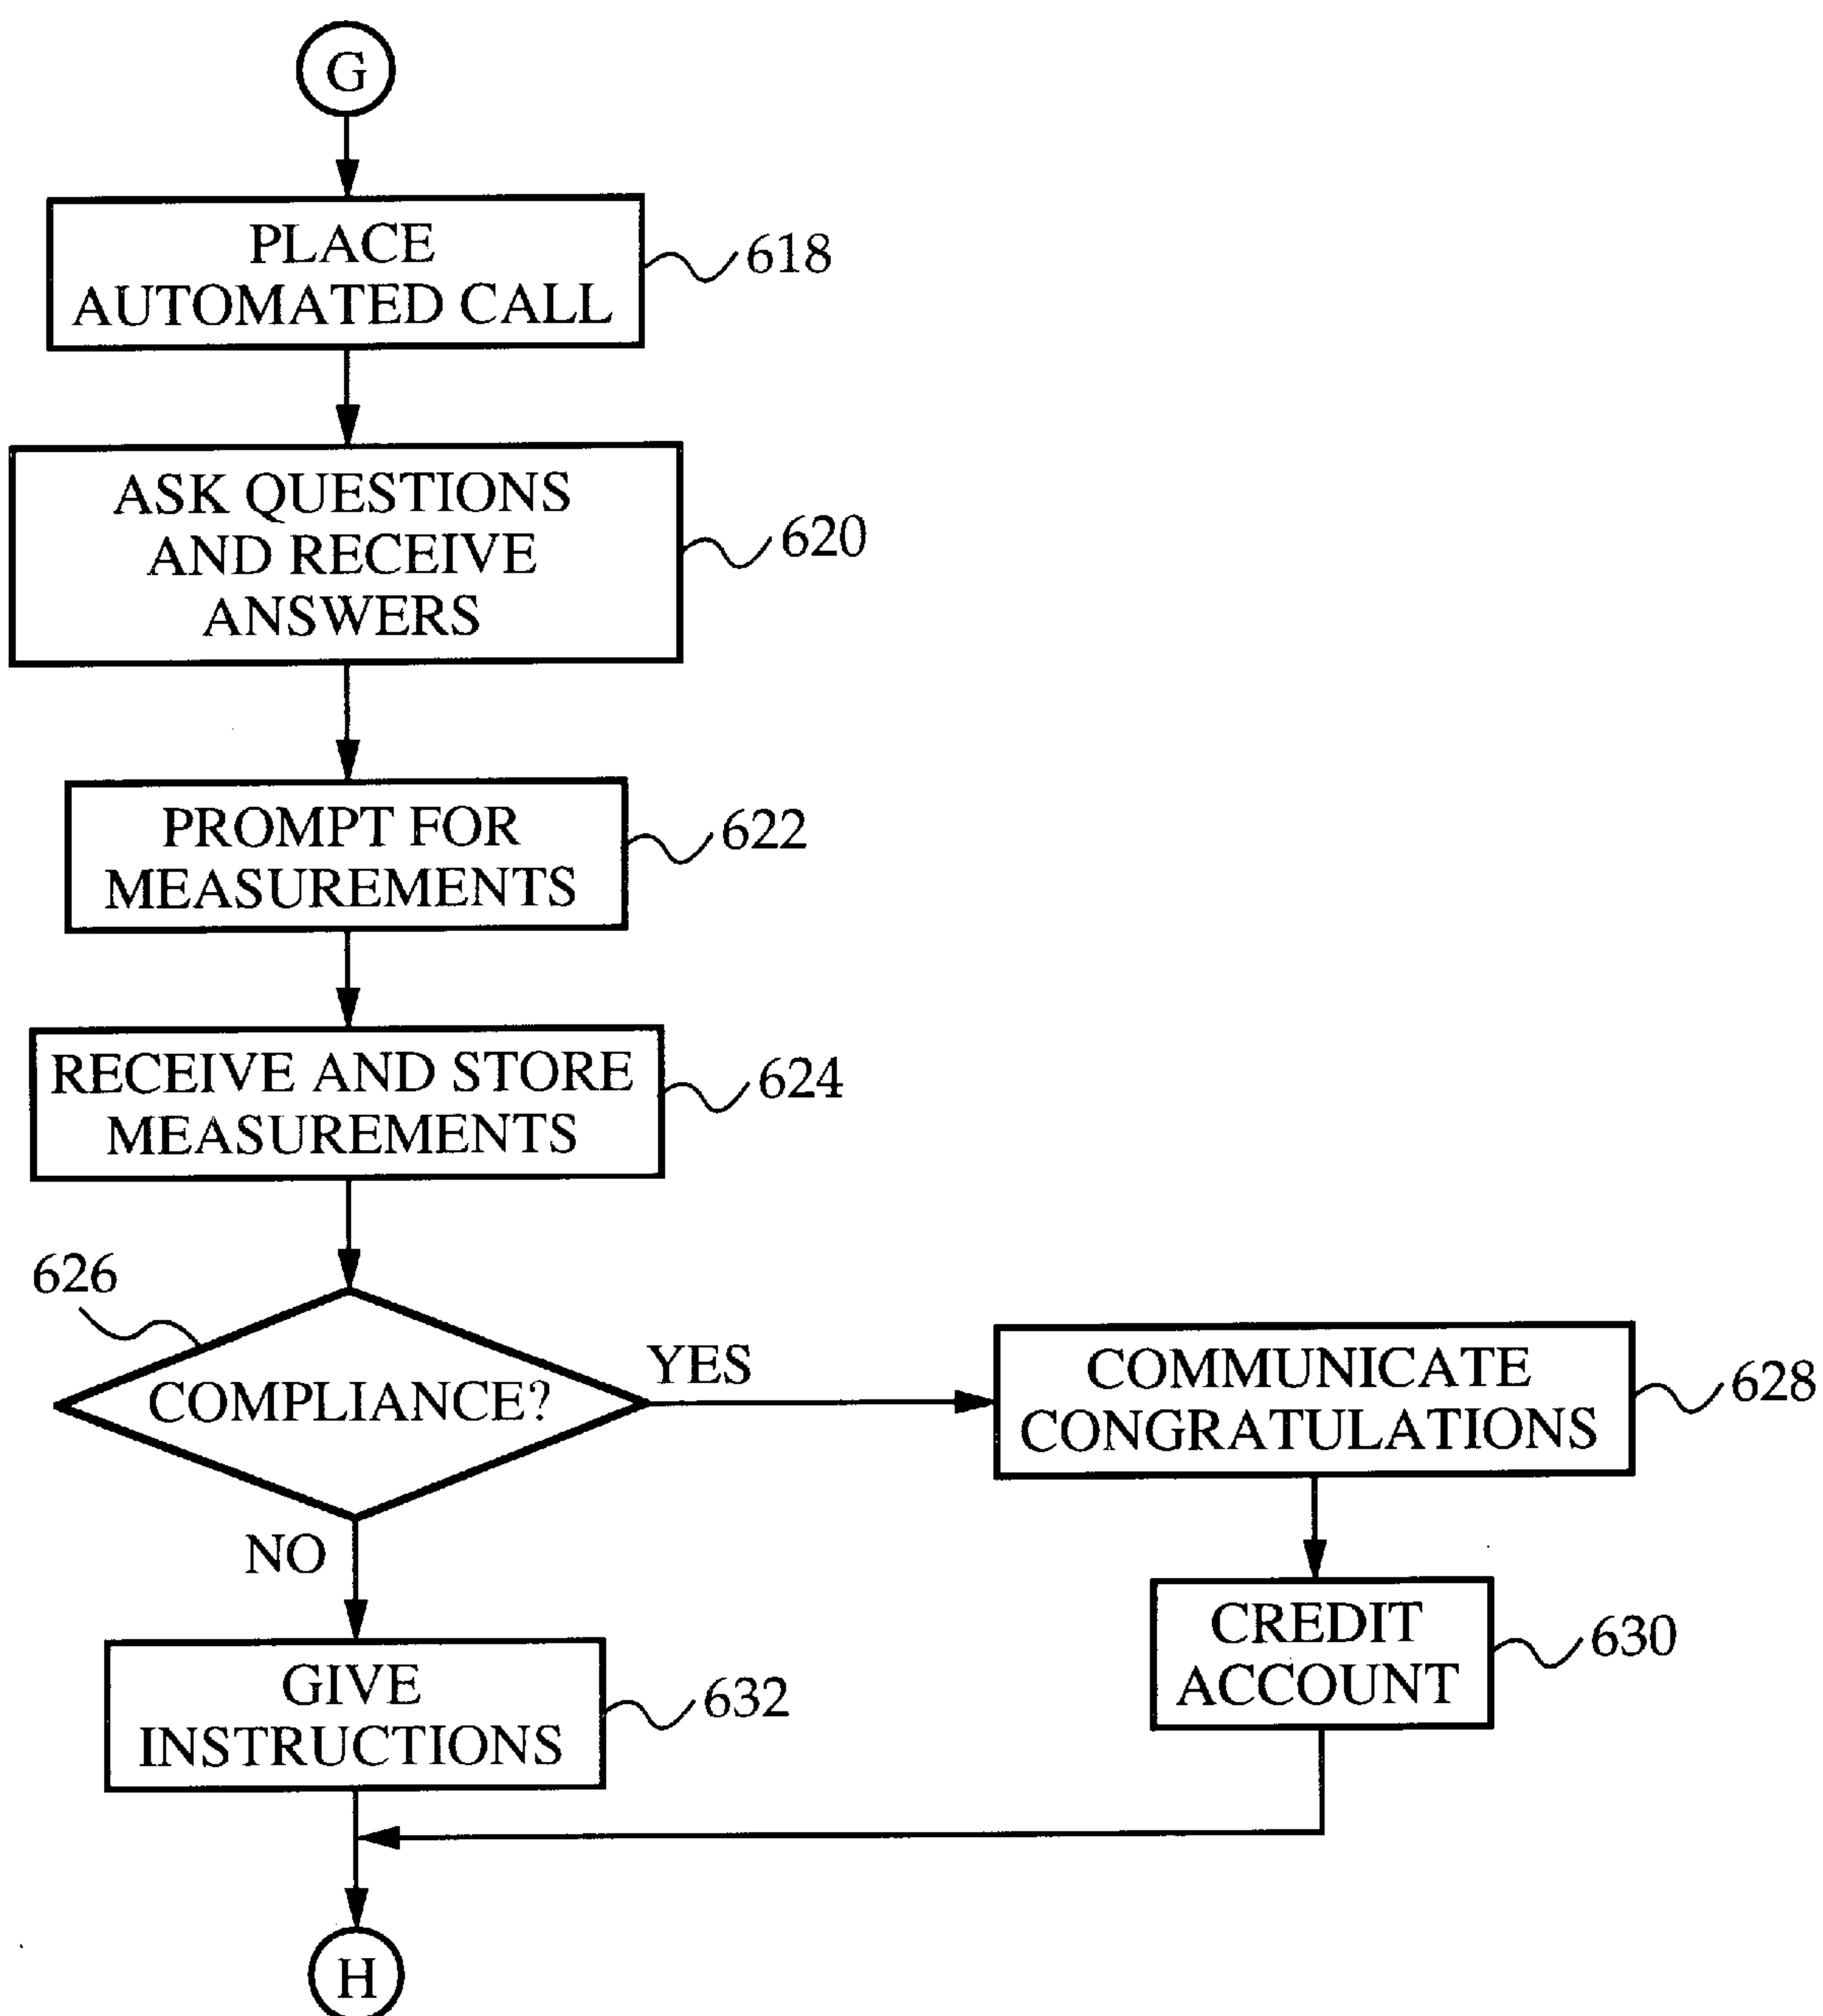 G
PLACE
AUTOMATED CALL
618
ASK QUESTIONS
AND RECEIVE
ANSWERS
620
PROMPT FOR
MEASUREMENTS
622
RECEIVE AND STORE
MEASUREMENTS
624
626
COMPLIANCE?
YES
NO
COMMUNICATE
CONGRATULATIONS
628
CREDIT
ACCOUNT
630
GIVE
INSTRUCTIONS
632
H